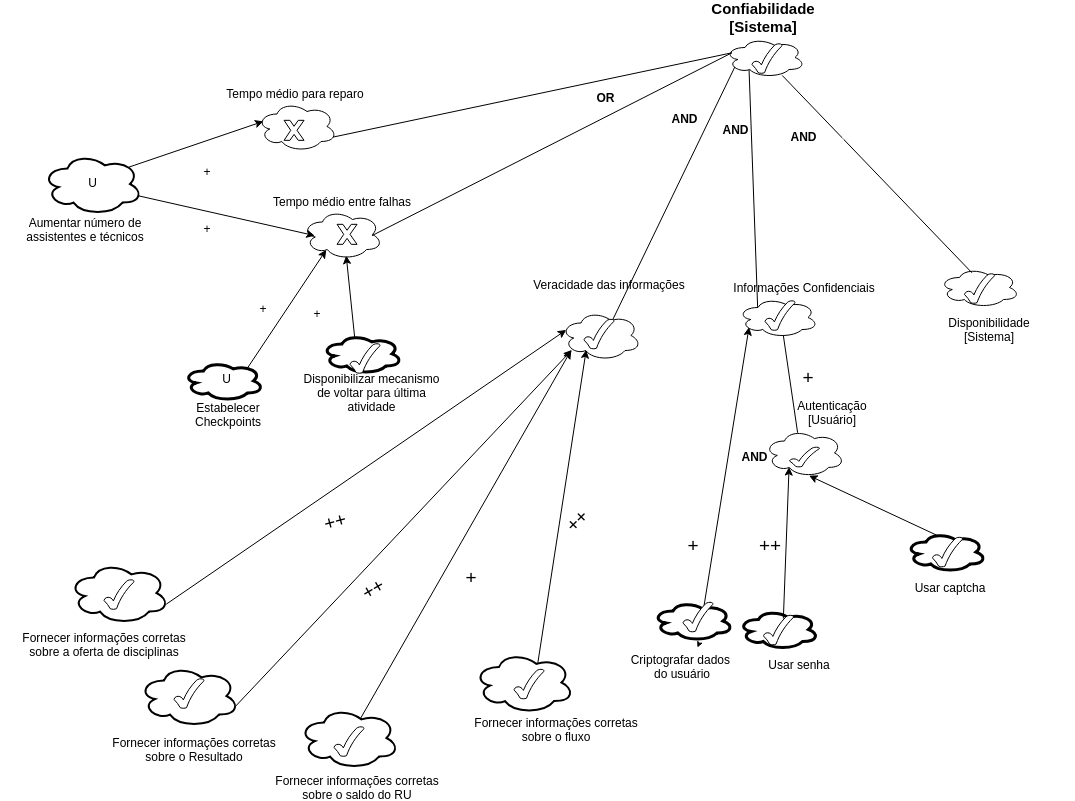 Confiabilidade
[Sistema]
Tempo médio para reparo
OR
AND
AND
AND
X
+
U
Aumentar número de
assistentes e técnicos
Tempo médio entre falhas
+
X
Veracidade das informações
Informações Confidenciais
Disponibilidade
[Sistema]
+
+
U
Estabelecer
Checkpoints
Disponibilizar mecanismo
de voltar para última
atividade
+
Autenticação
[Usuário]
AND
++
++
+
++
+
++
Usar captcha
Fornecer informações corretas
sobre a oferta de disciplinas
Criptografar dados
do usuário
Usar senha
Fornecer informações corretas
sobre o Resultado
Fornecer informações corretas
sobre o fluxo
Fornecer informações corretas
sobre o saldo do RU